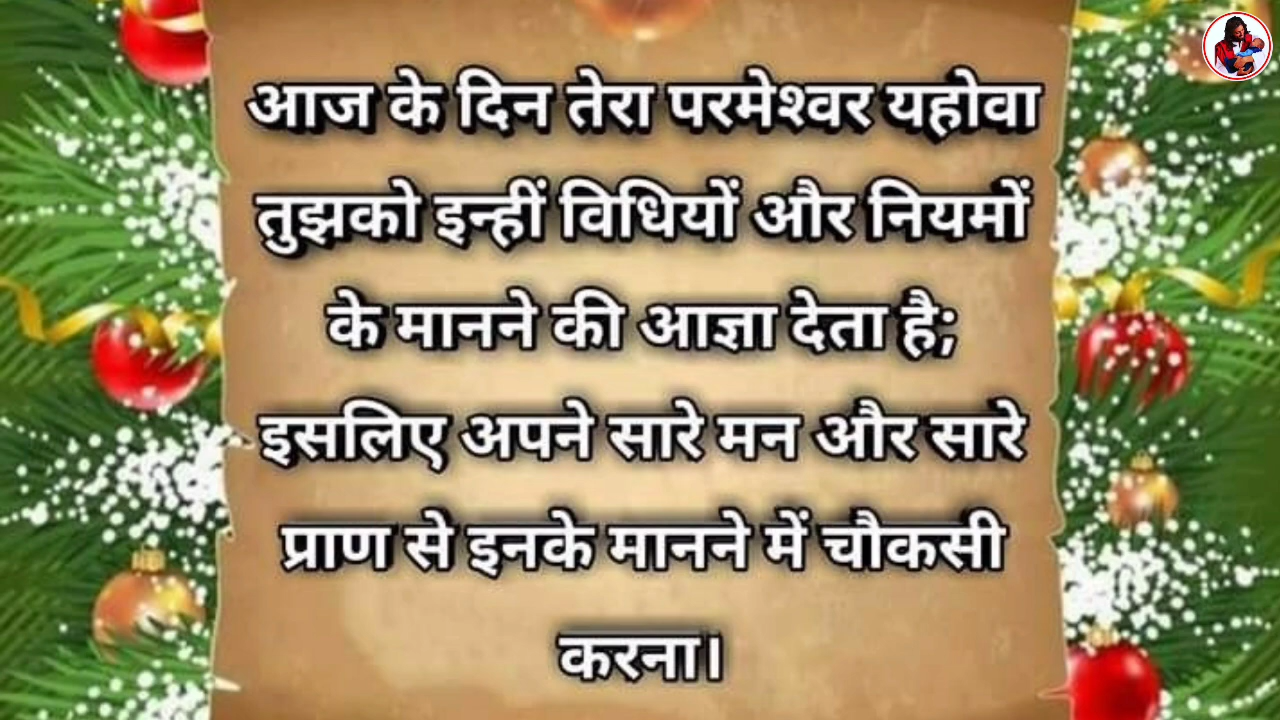 आज के दिन तेरा परमेश्वर यहोवा
तुझको इन्हीं विधियों और नियमों
के मानने की आज्ञा देता है;
इसलिए अपने सारे मन और सारे
प्राण से इनके मानने में चौकसी
करना।